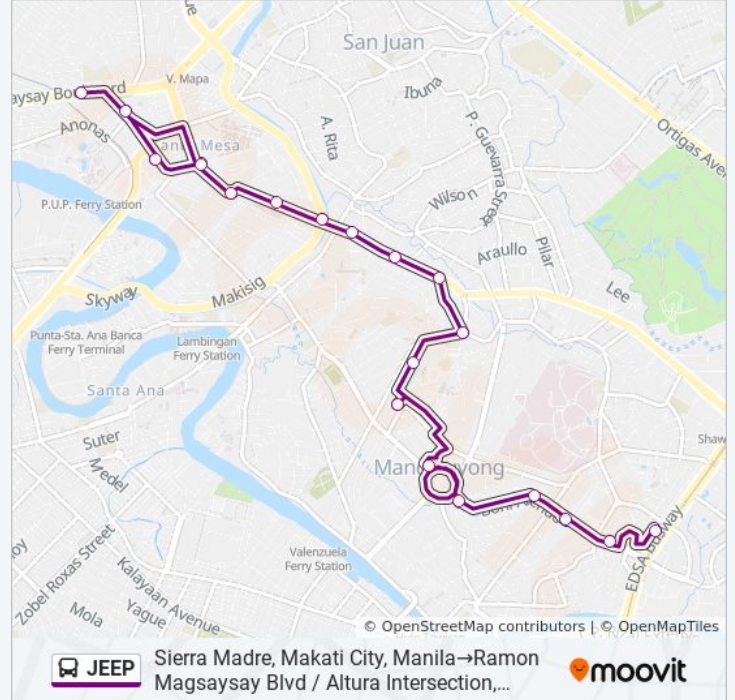 San Juan
V. Mapa
Ibuna
Anonas
A. Rita
P. Guevarra Street
Ortigas Ave
P.U.P. Ferry Station
Wilson
Araullo
Pilar
Lee
Skyway
Makisig
Punta-Sta. Ana Banca
Ferry Terminal
Lambingan
Ferry Station
Santa Ana
Suter
Medel
Shaw
EDSA Busway
Valenzuela
Ferry Station
Zobel Roxas Street
Kalayaan Avenue
Mola
Yague
© OpenStreetMap contributors | © OpenMapTiles
JEEP
Sierra Madre, Makati City, Manila→Ramon
Magsaysay Blvd / Altura Intersection,...
moovit